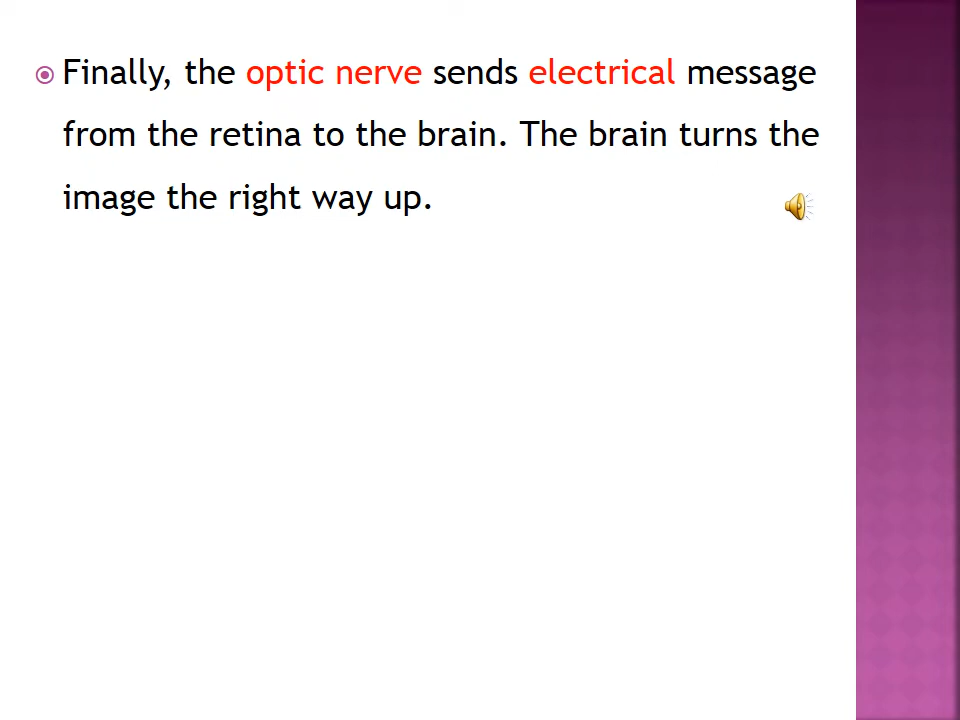 Finally, the optic nerve sends electrical message
from the retina to the brain. The brain turns the
image the right way up.